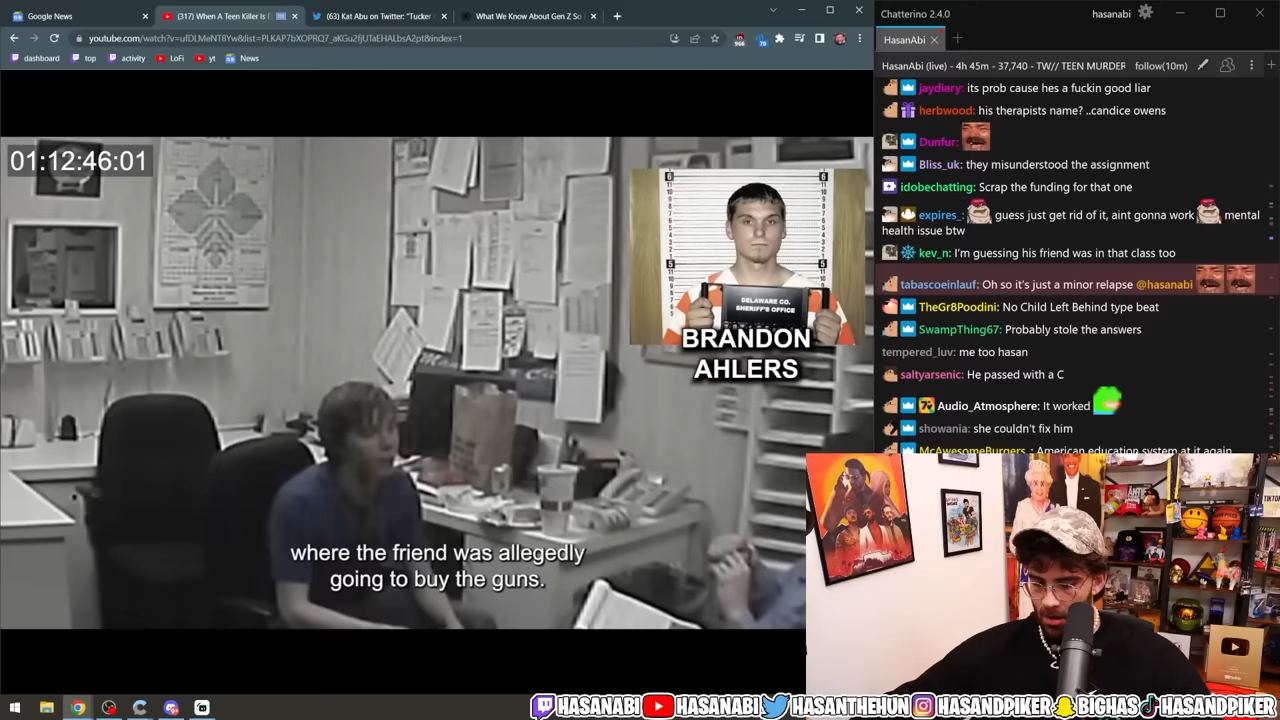 Google News
(317) When A Teen Killer Is
(63) Kat Abu on Twitter: "Tucker
What We Know About Gen Z So
youtube.com/watch?v=ufDLMeNT8Yw&list=PLKAP7bXOPRQ7_aKGu2fjUTaEHALbsA2pt&index=1
966
70
dashboard
top
activity
LoFi
yt
News
01:12:46:01
6
6
5
5
DELAWARE CO.
SHERIFF'S OFFICE
BRANDON
AHLERS
where the friend was allegedly
going to buy the guns.
Chatterino 2.4.0
hasanabi
HasanAbi
HasanAbi (live) - 4h 45m - 37,740 - TW// TEEN MURDER
follow(10m)
jaydiary: its prob cause hes a fuckin good liar
herbwood: his therapists name? ..candice owens
Dunfur:
Bliss_uk: they misunderstood the assignment
idobechatting: Scrap the funding for that one
expires_: guess just get rid of it, aint gonna work mental
health issue btw
kev_n: I'm guessing his friend was in that class too
tabascoeinlauf: Oh so it's just a minor relapse @hasanabi
TheGr8Poodini: No Child Left Behind type beat
SwampThing67: Probably stole the answers
tempered_luv: me too hasan
saltyarsenic: He passed with a C
Audio_Atmosphere: It worked
showania: she couldn't fix him
McAwesomeBurgers_: American education system at it again
HASANABI
HASANABI
HASANTHEHUN
HASANDPIKER
BIGHAS
HASANDPIKER